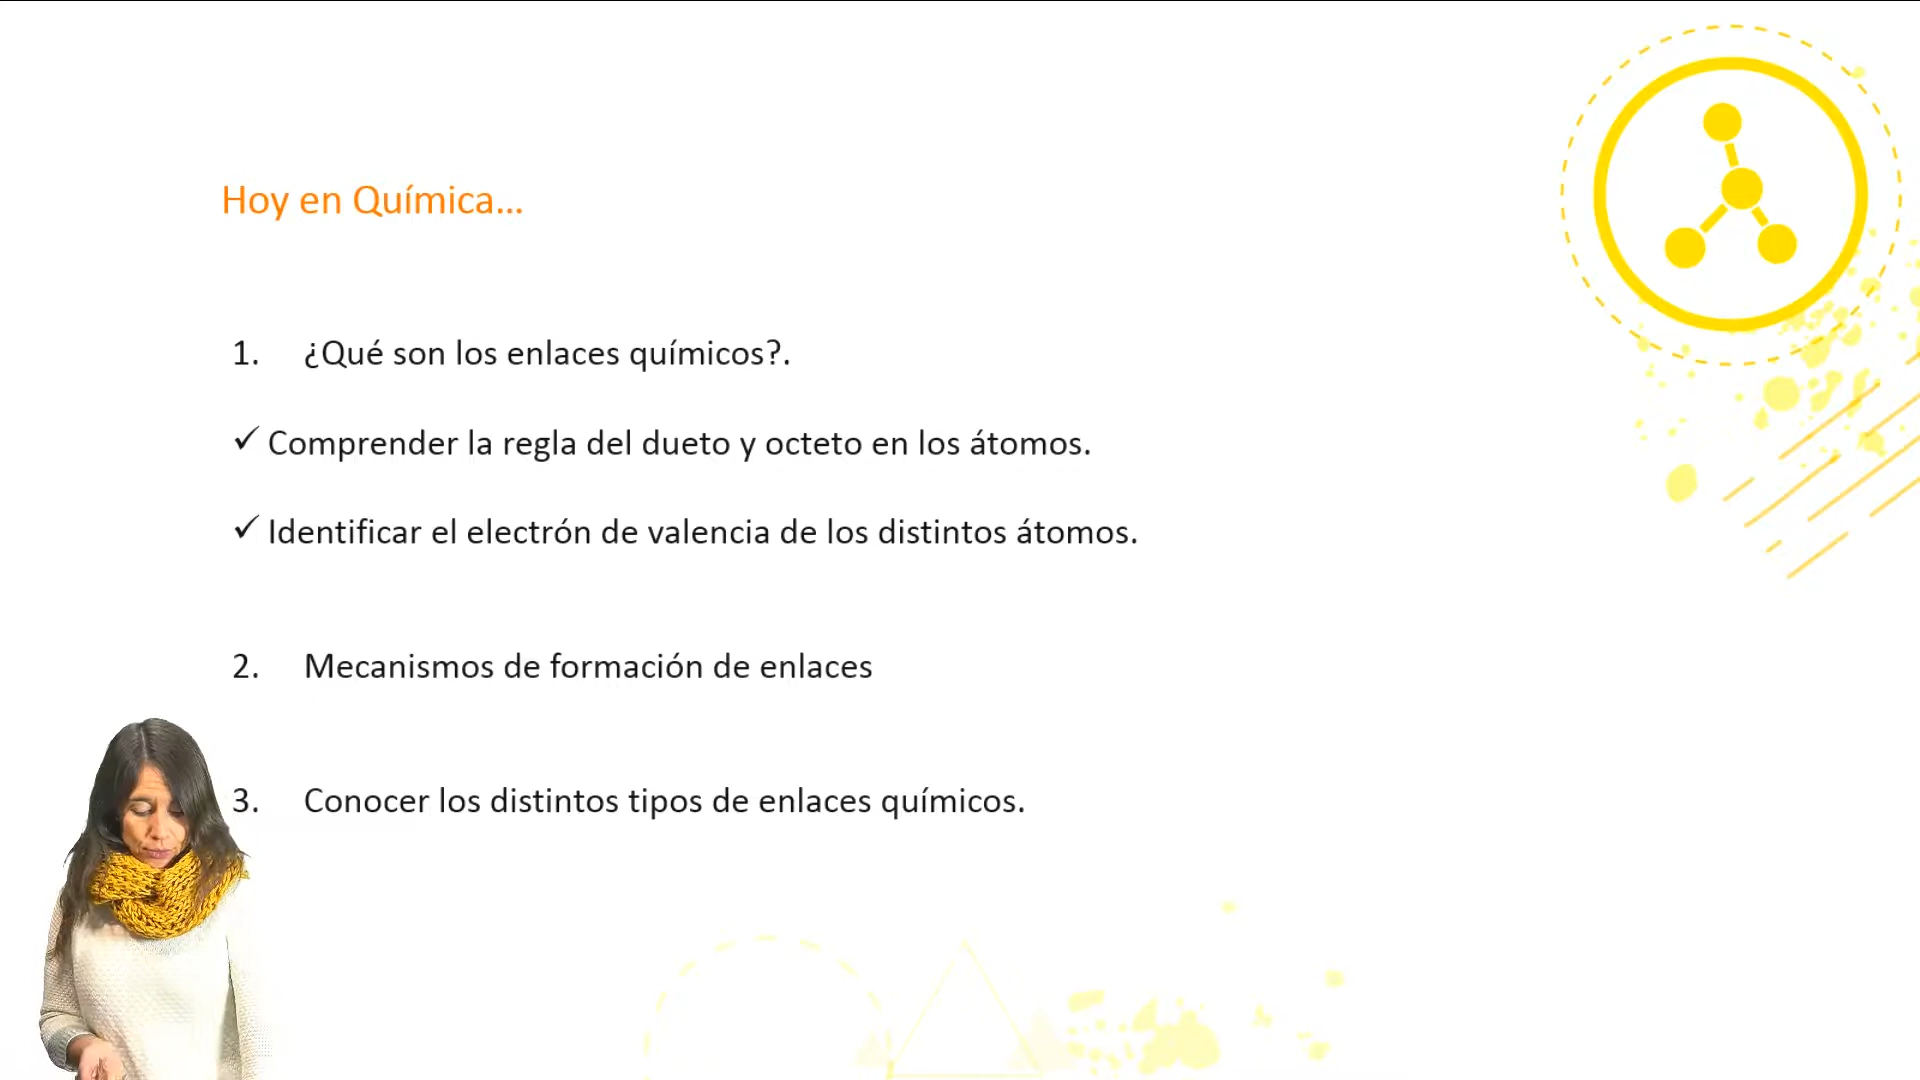 Hoy en Química...
1. ¿Qué son los enlaces químicos?.
✓ Comprender la regla del dueto y octeto en los átomos.
✓ Identificar el electrón de valencia de los distintos átomos.
2. Mecanismos de formación de enlaces
3. Conocer los distintos tipos de enlaces químicos.